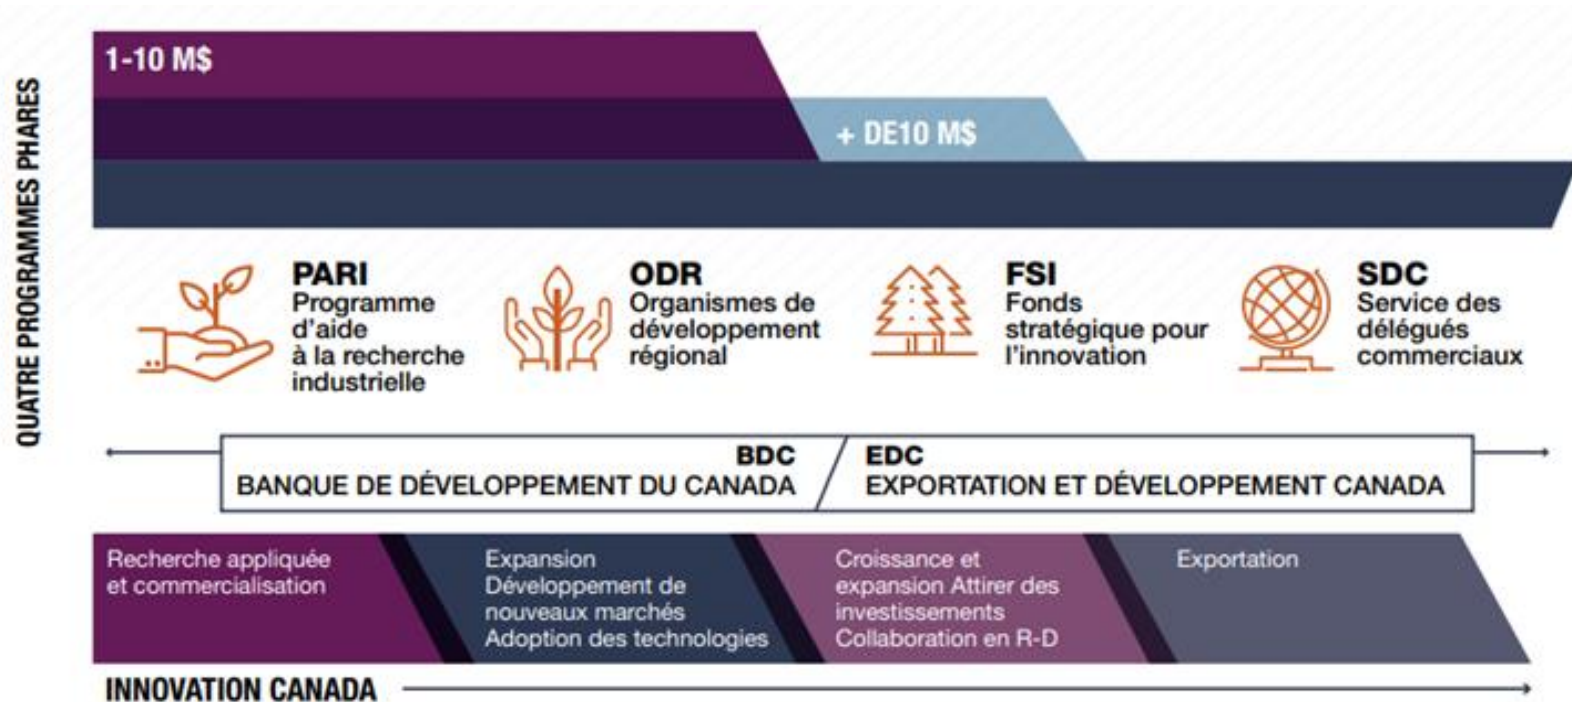 QUATRE PROGRAMMES PHARES
1-10 M$
+ DE10 M$
PARI
Programme
d'aide
à la recherche
industrielle
ODR
Organismes de
développement
régional
FSI
Fonds
stratégique pour
l'innovation
SDC
Service des
délégués
commerciaux
BDC
BANQUE DE DÉVELOPPEMENT DU CANADA
EDC
EXPORTATION ET DÉVELOPPEMENT CANADA
Recherche appliquée
et commercialisation
Expansion
Développement de
nouveaux marchés
Adoption des technologies
Croissance et
expansion Attirer des
investissements
Collaboration en R-D
Exportation
INNOVATION CANADA